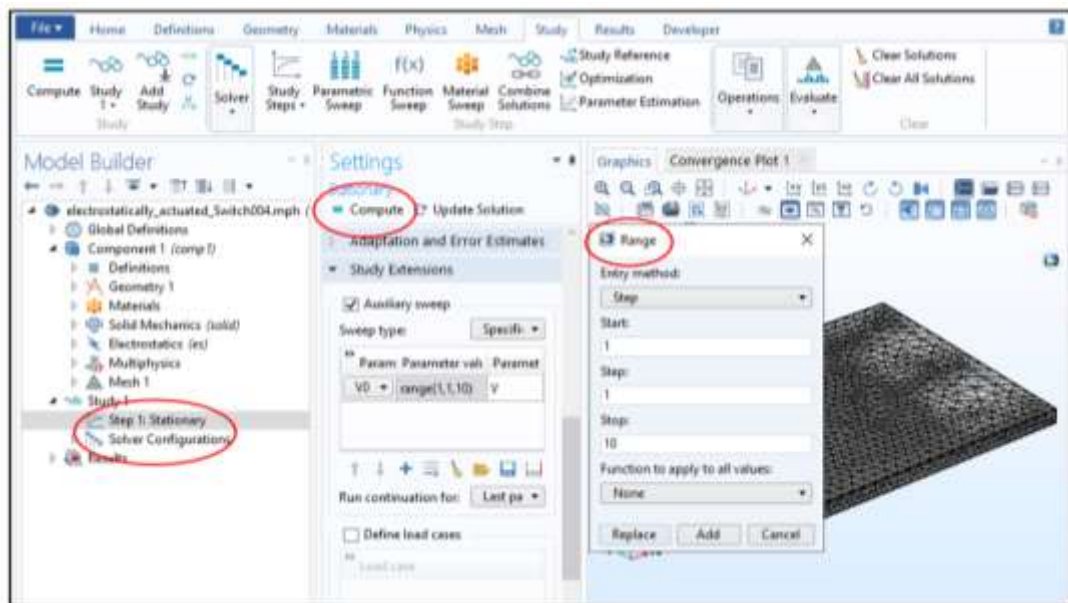 File
Home
Definitions
Geometry
Materials
Physics
Mesh
Study
Results
Developer
Compute
Study 1
Add Study
Solver
Study Steps
Parametric Sweep
Function Sweep
f(x)
Material Sweep
Combine Solutions
Study Reference
Optimization
Parameter Estimation
Operations
Evaluate
Clear Solutions
Clear All Solutions
Study
Study Step
Clear
Model Builder
electrostatically_actuated_Switch004.mph (
Global Definitions
Component 1 (comp1)
Definitions
Geometry 1
Materials
Solid Mechanics (solid)
Electrostatics (es)
Multiphysics
Mesh 1
Study 1
Step 1: Stationary
Solver Configurations
Results
Settings
Stationary
Compute
Update Solution
Adaptation and Error Estimates
Study Extensions
Auxiliary sweep
Sweep type:
Specifi
Param
Parameter valu
Paramet
V0
range(1,1,10)
V
Run continuation for:
Last pa
Define load cases
Load case
Graphics
Convergence Plot 1
Range
Entry method:
Step
Start:
1
Step:
1
Stop:
10
Function to apply to all values:
None
Replace
Add
Cancel